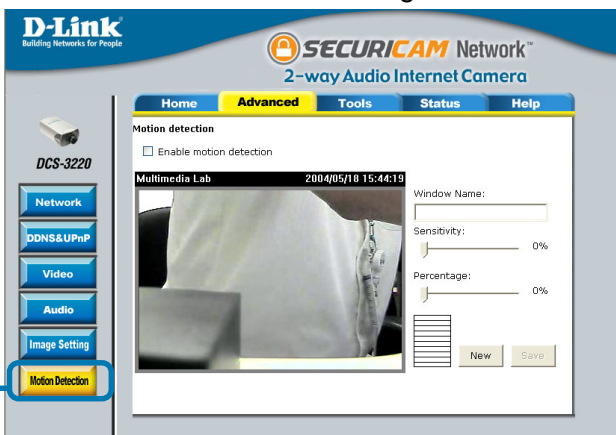 D-Link
Building Networks for People
SECURICAM Network™
2-way Audio Internet Camera
Home Advanced Tools Status Help
DCS-3220
Network
DDNS&UPnP
Video
Audio
Image Setting
Motion Detection
Motion detection
Enable motion detection
Multimedia Lab 2004/05/18 15:44:19
Window Name:
Sensitivity:
0%
Percentage:
0%
New Save